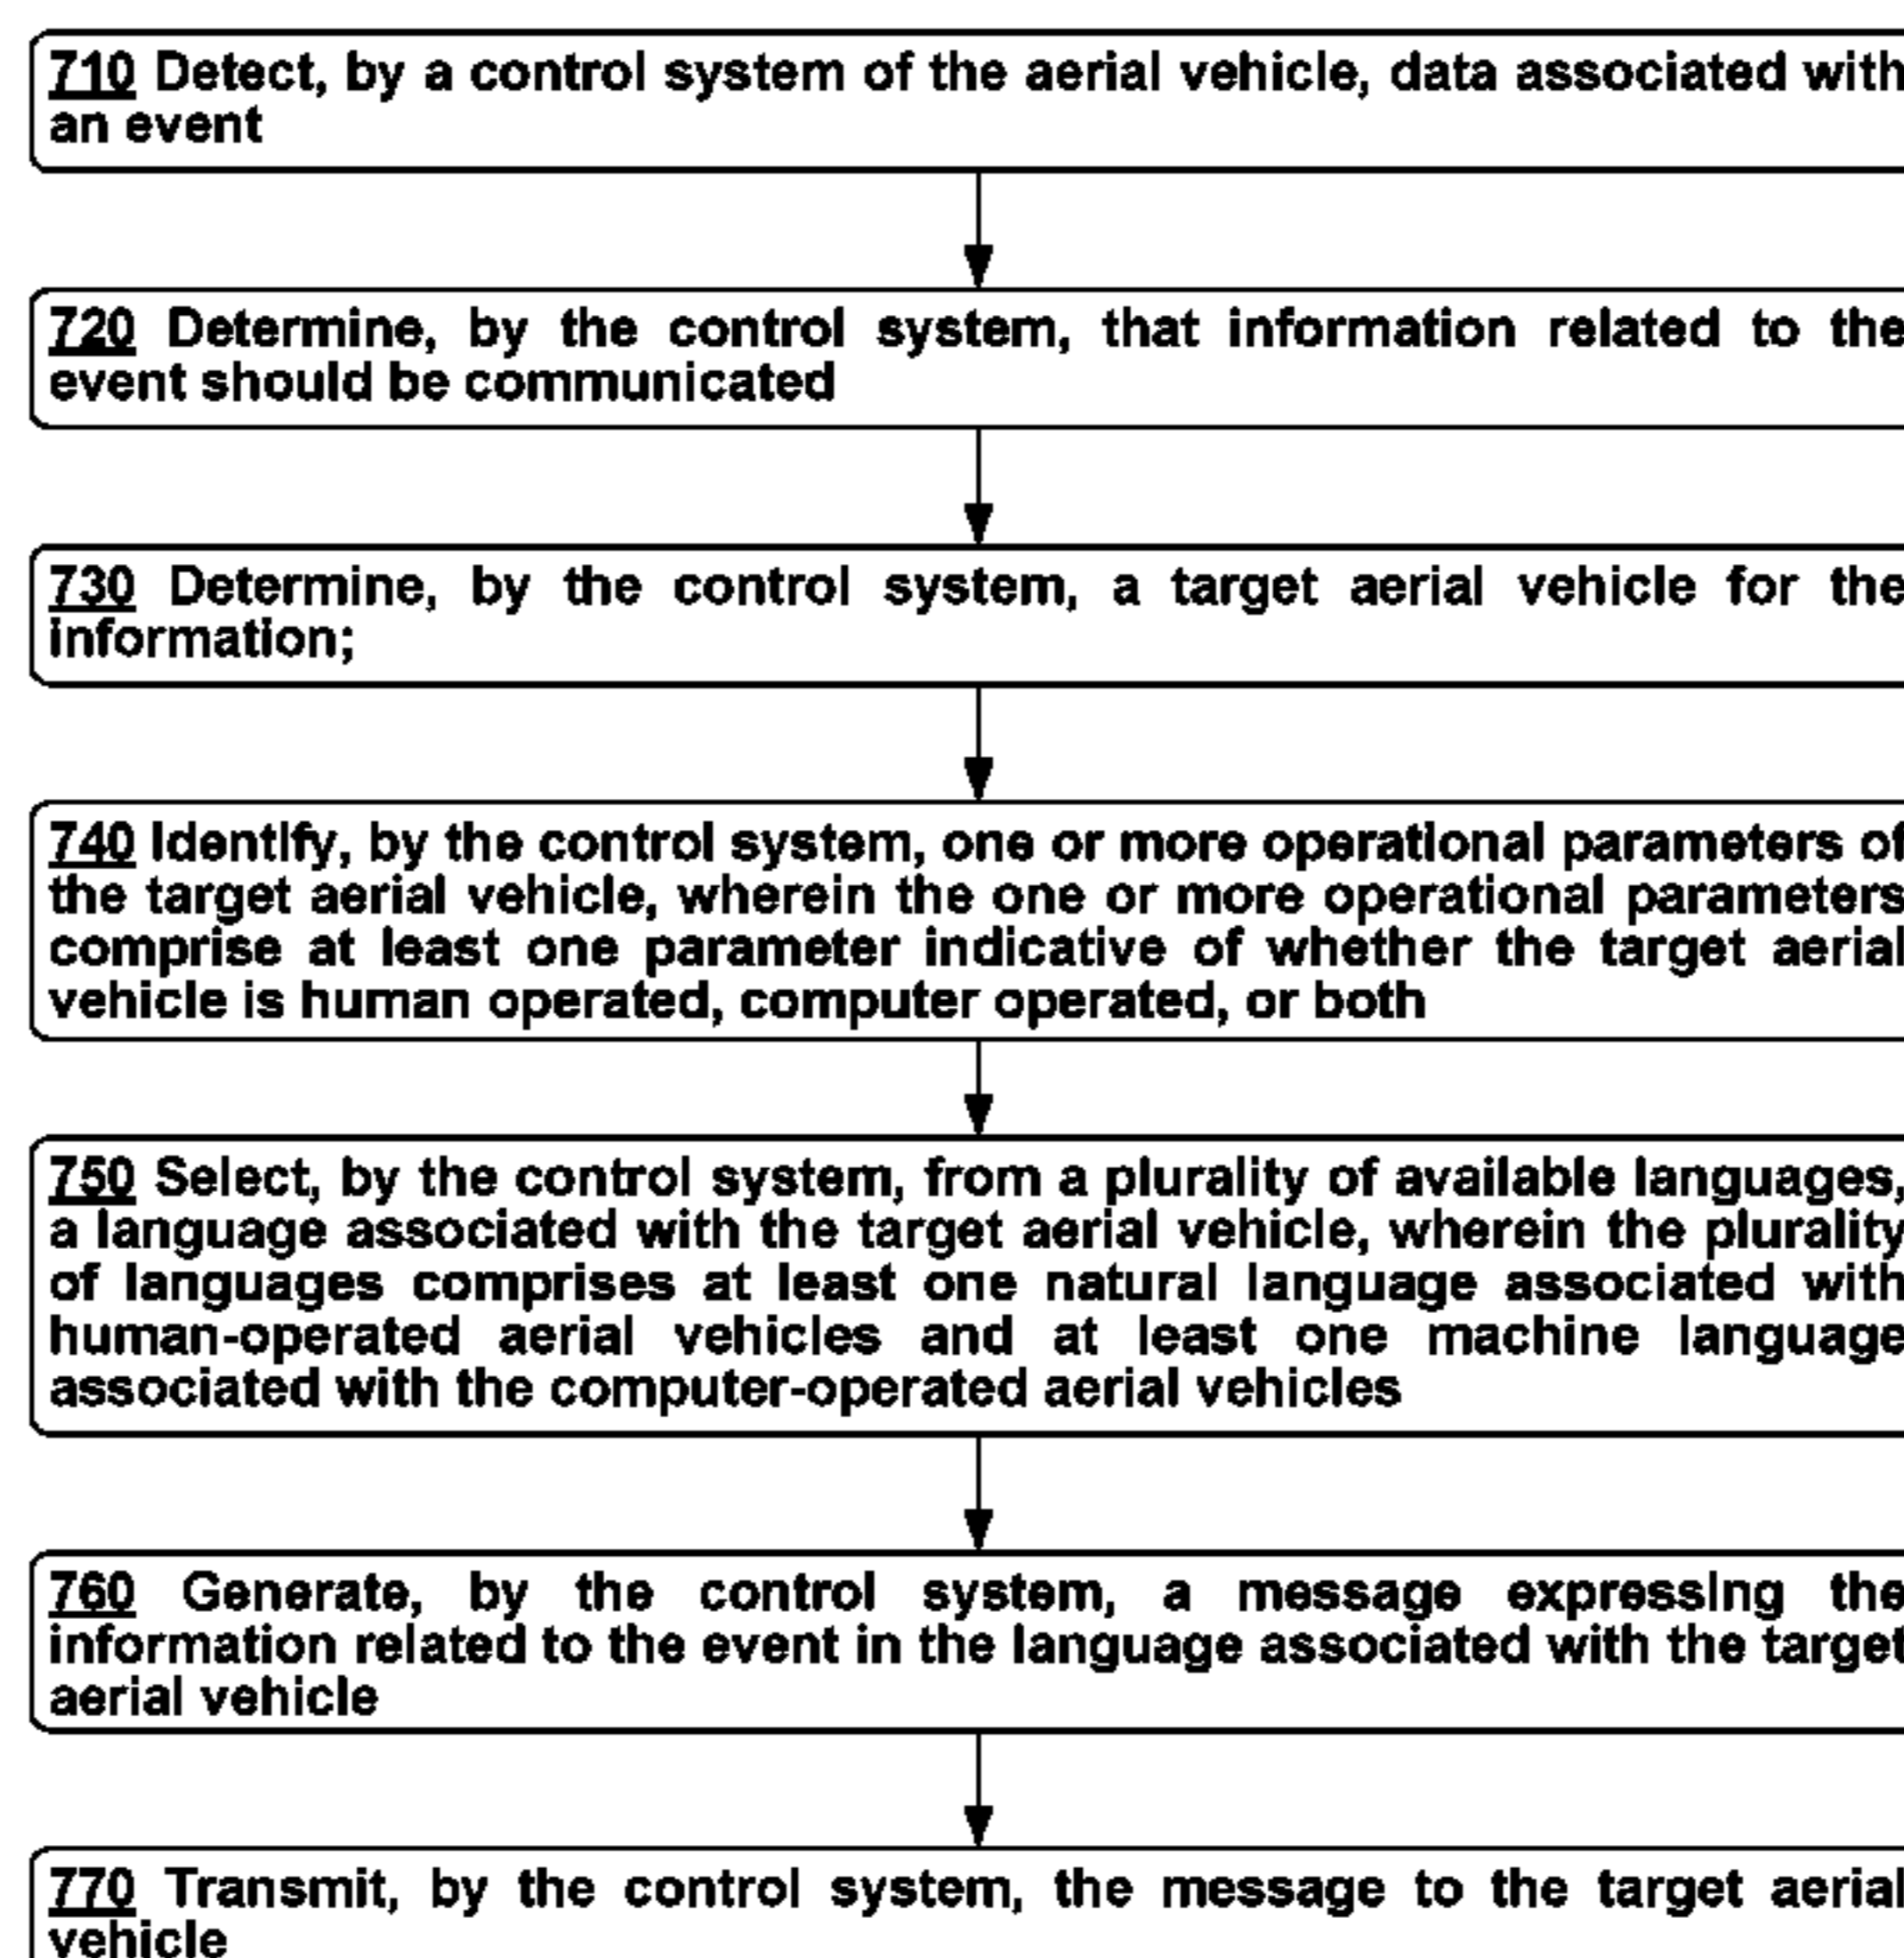 710 Detect, by a control system of the aerial vehicle, data associated with
an event
720 Determine, by the control system, that information related to the
event should be communicated
730 Determine, by the control system, a target aerial vehicle for the
information;
740 Identify, by the control system, one or more operational parameters of
the target aerial vehicle, wherein the one or more operational parameters
comprise at least one parameter indicative of whether the target aerial
vehicle is human operated, computer operated, or both
750 Select, by the control system, from a plurality of available languages,
a language associated with the target aerial vehicle, wherein the plurality
of languages comprises at least one natural language associated with
human-operated aerial vehicles and at least one machine language
associated with the computer-operated aerial vehicles
760 Generate, by the control system, a message expressing the
information related to the event in the language associated with the target
aerial vehicle
770 Transmit, by the control system, the message to the target aerial
vehicle